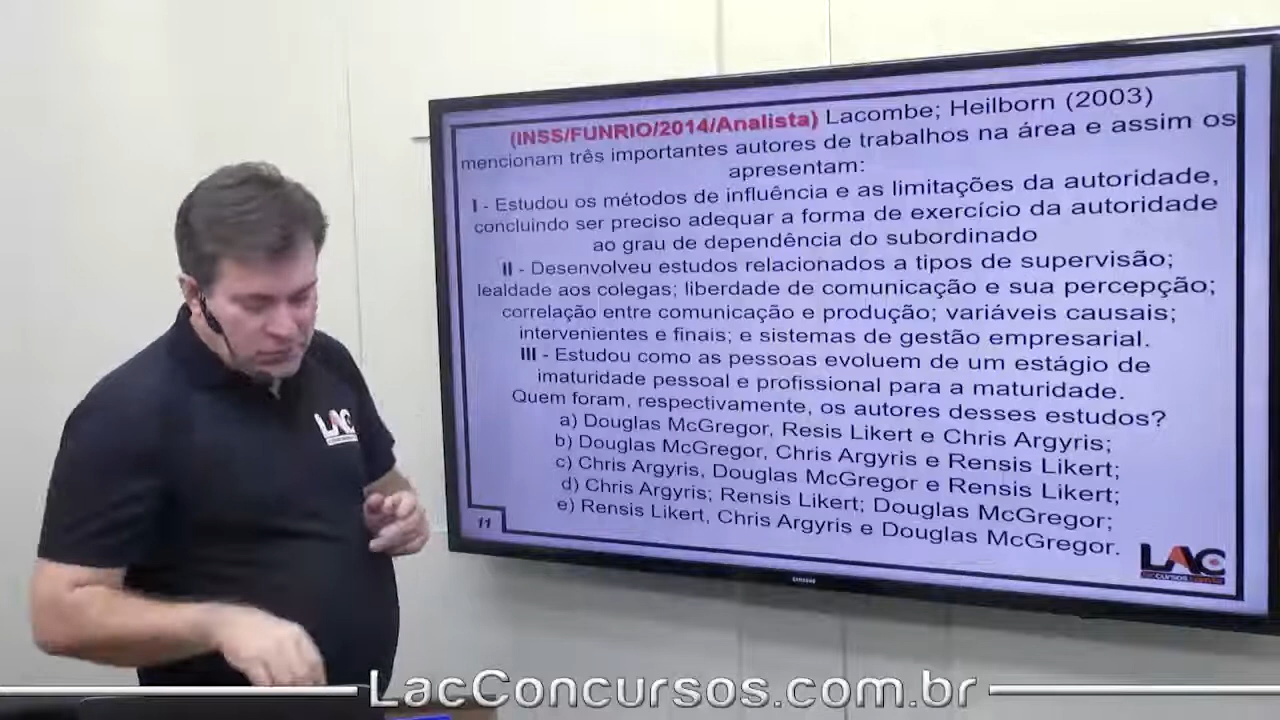 (INSS/FUNRIO/2014/Analista) Lacombe; Heilborn (2003)
mencionam três importantes autores de trabalhos na área e assim os
apresentam:
I - Estudou os métodos de influência e as limitações da autoridade,
concluindo ser preciso adequar a forma de exercício da autoridade
ao grau de dependência do subordinado
II - Desenvolveu estudos relacionados a tipos de supervisão;
lealdade aos colegas; liberdade de comunicação e sua percepção;
correlação entre comunicação e produção; variáveis causais;
intervenientes e finais; e sistemas de gestão empresarial.
III - Estudou como as pessoas evoluem de um estágio de
imaturidade pessoal e profissional para a maturidade.
Quem foram, respectivamente, os autores desses estudos?
a) Douglas McGregor, Resis Likert e Chris Argyris;
b) Douglas McGregor, Chris Argyris e Rensis Likert;
c) Chris Argyris, Douglas McGregor e Rensis Likert;
d) Chris Argyris; Rensis Likert; Douglas McGregor;
e) Rensis Likert, Chris Argyris e Douglas McGregor.
11
LAC
LAC
SAMSUNG
LacConcursos.com.br